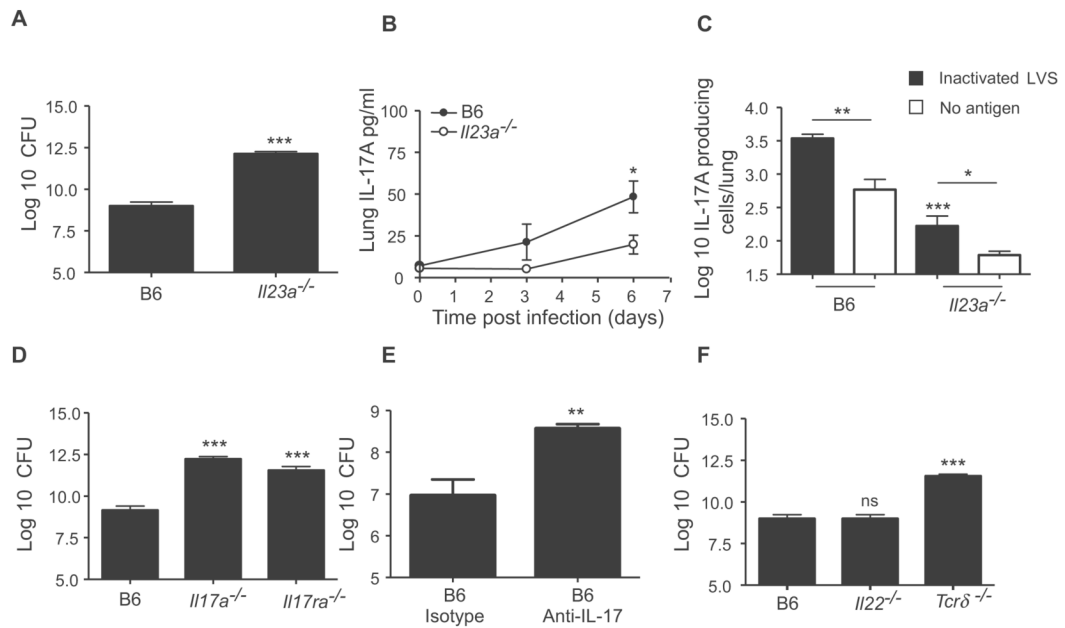 A
Log 10 CFU
15.0
12.5
10.0
7.5
5.0
***
B6
Il23a-/-
B
Lung IL-17A pg/ml
100
75
50
25
0
B6
Il23a-/-
*
0 1 2 3 4 5 6 7
Time post infection (days)
C
Inactivated LVS
No antigen
Log 10 IL-17A producing
cells/lung
4.0
3.5
3.0
2.5
2.0
1.5
**
***
*
B6
Il23a-/-
D
Log 10 CFU
15.0
12.5
10.0
7.5
5.0
***
***
B6
Il17a-/-
Il17ra-/-
E
Log 10 CFU
9
8
7
6
5
**
B6
Isotype
B6
Anti-IL-17
F
Log 10 CFU
15.0
12.5
10.0
7.5
5.0
ns
***
B6
Il22-/-
Tcrδ -/-